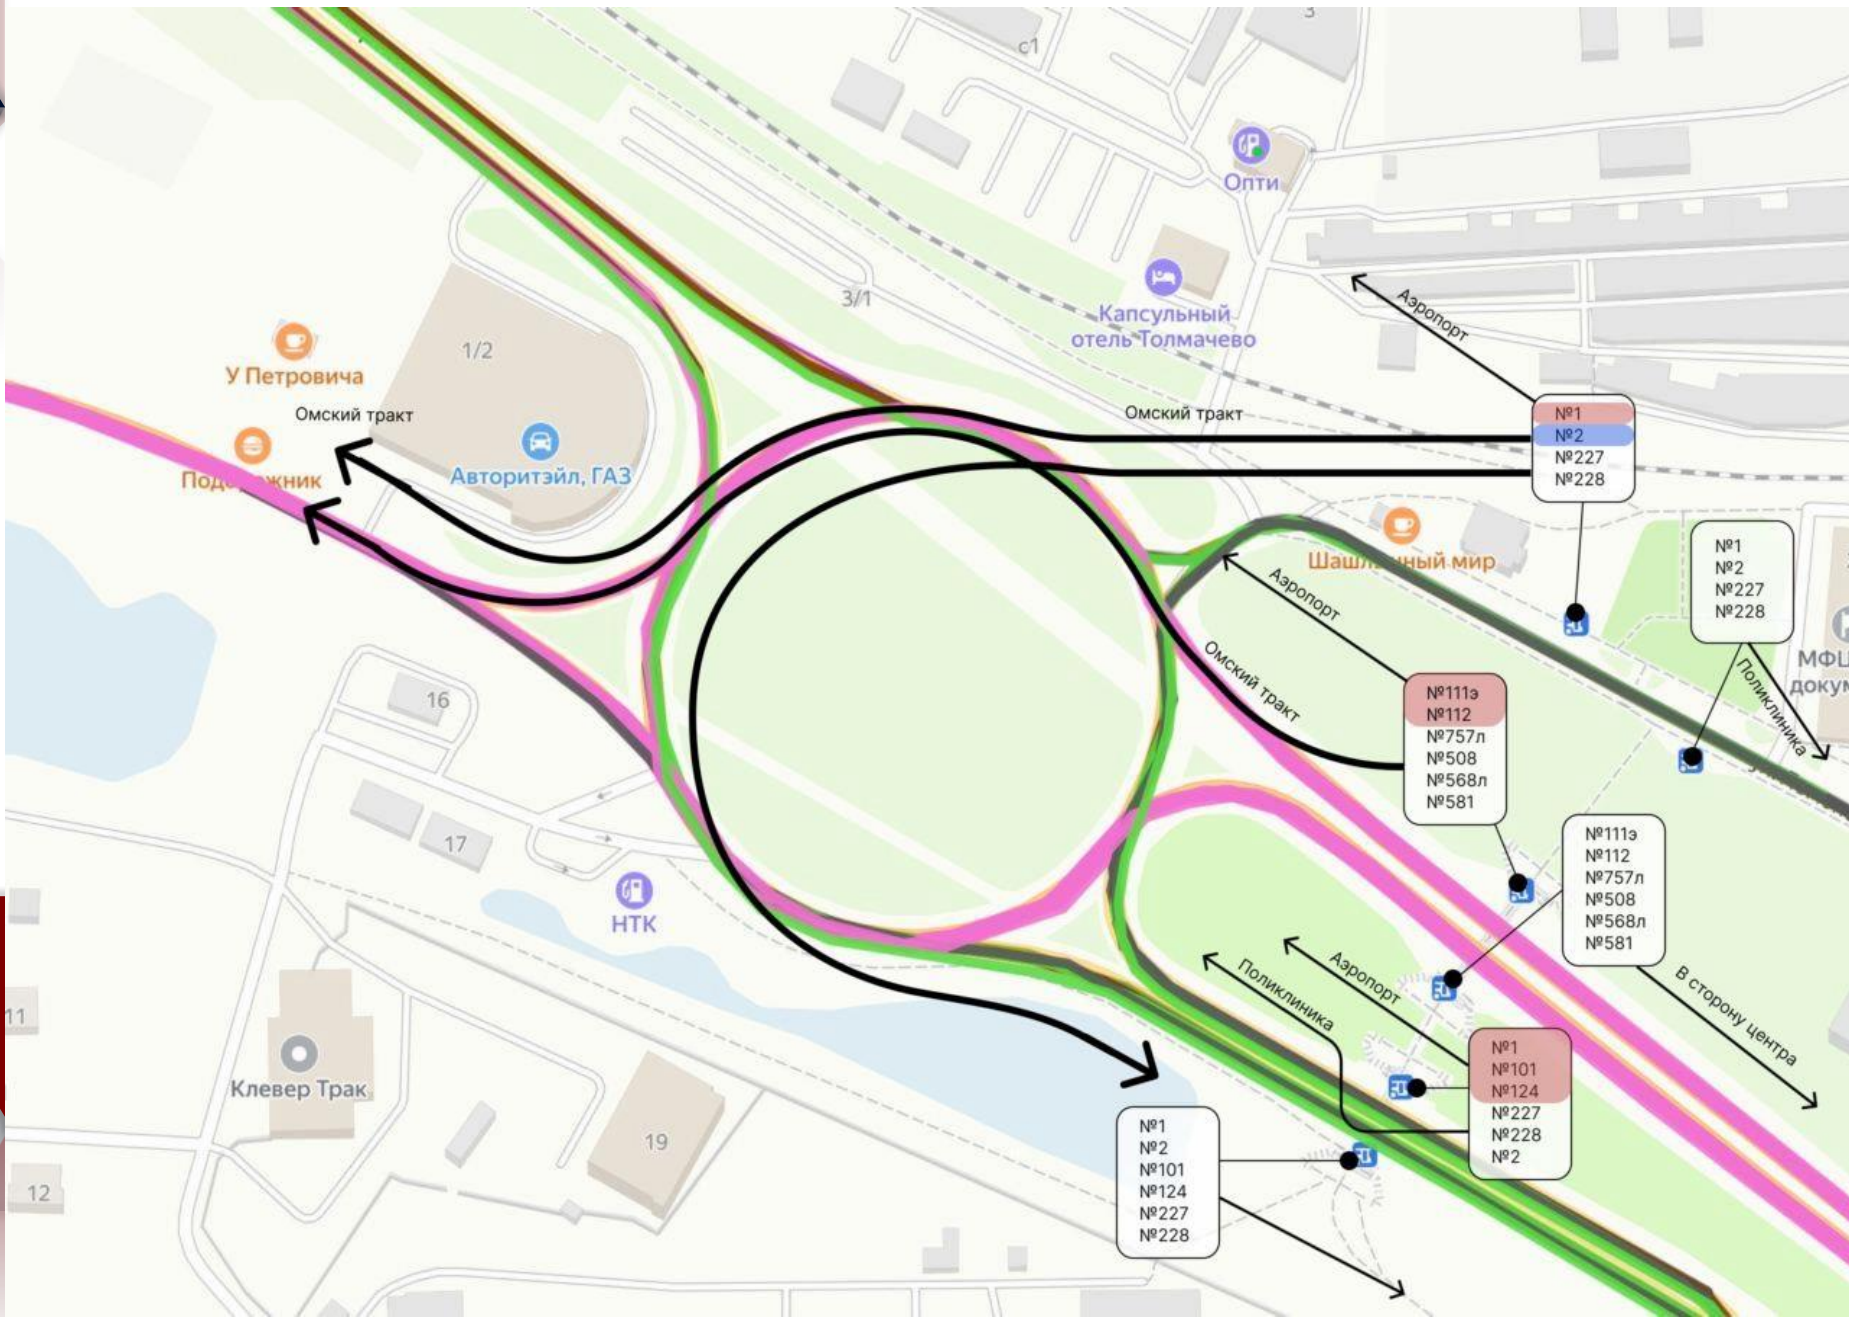 с1
3
Опти
3/1
Капсульный
отель Толмачево
Аэропорт
У Петровича
1/2
Омский тракт
Омский тракт
№1
№2
№227
№228
Авторитэйл, ГАЗ
Шашлычный мир
№1
№2
№227
№228
Аэропорт
Поликлиника
Омский тракт
№111э
№112
№757л
№508
№568л
№581
16
17
НТК
№111э
№112
№757л
№508
№568л
№581
В сторону центра
Аэропорт
Поликлиника
№1
№101
№124
№227
№228
№2
11
Клевер Трак
19
12
№1
№2
№101
№124
№227
№228